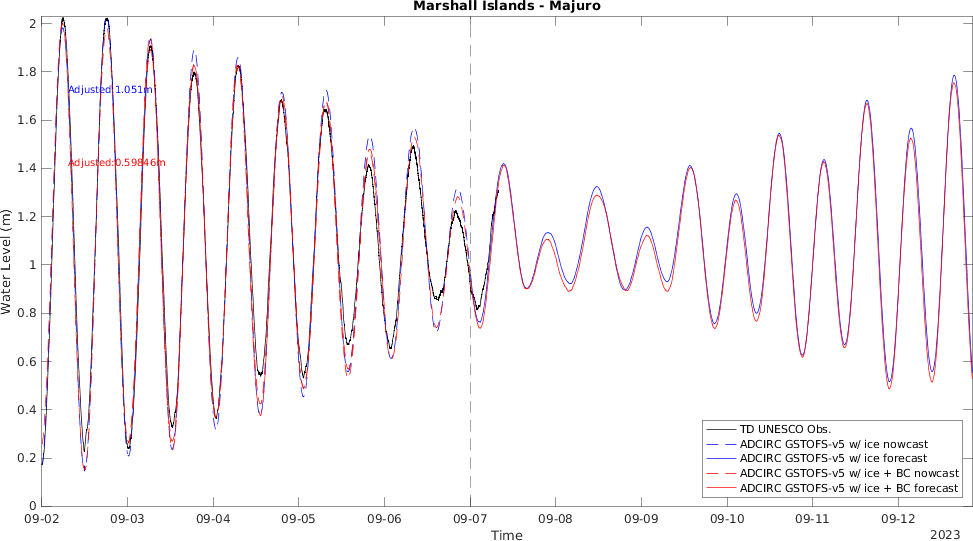 Marshall Islands - Majuro
2
1.8
1.6
1.4
1.2
1
0.8
0.6
0.4
0.2
0
Water Level (m)
Adjusted:1.051m
Adjusted:0.59846m
TD UNESCO Obs.
ADCIRC GSTOFS-v5 w/ ice nowcast
ADCIRC GSTOFS-v5 w/ ice forecast
ADCIRC GSTOFS-v5 w/ ice + BC nowcast
ADCIRC GSTOFS-v5 w/ ice + BC forecast
09-02 09-03 09-04 09-05 09-06 09-07 09-08 09-09 09-10 09-11 09-12
Time
2023